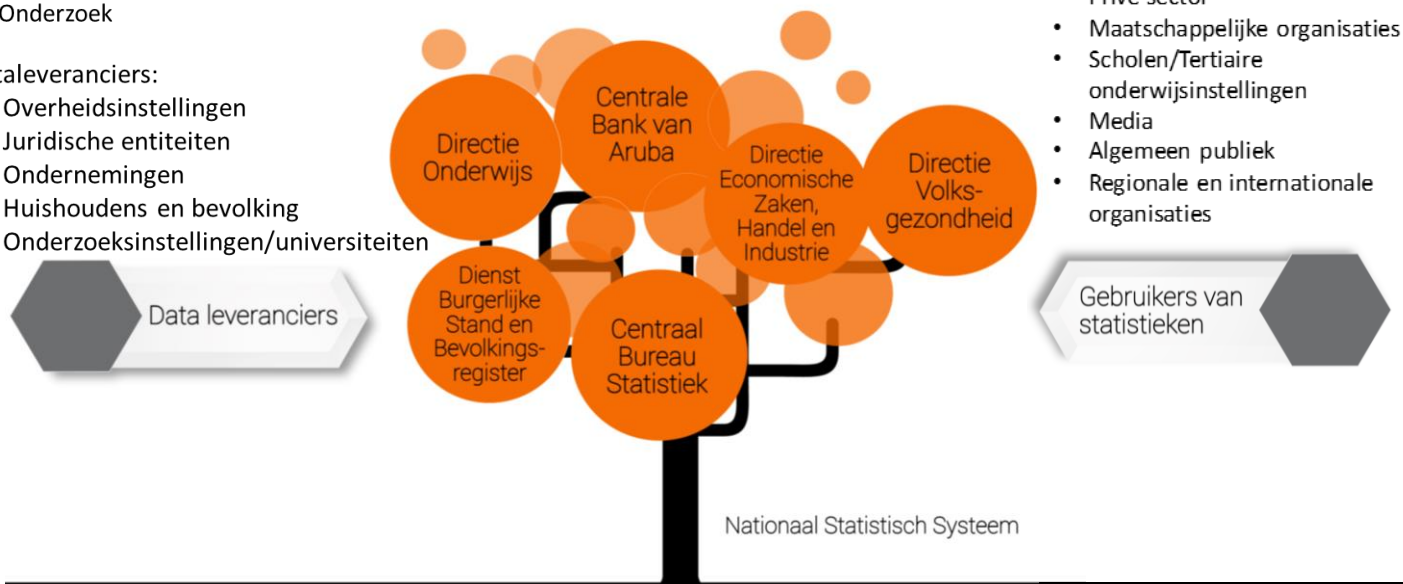 Onderzoek
taleveranciers:
Overheidsinstellingen
Juridische entiteiten
Ondernemingen
Huishoudens en bevolking
Onderzoeksinstellingen/universiteiten
Data leveranciers
Directie
Onderwijs
Centrale
Bank van
Aruba
Directie
Economische
Zaken,
Handel en
Industrie
Directie
Volks-
gezondheid
Dienst
Burgerlijke
Stand en
Bevolkings-
register
Centraal
Bureau
Statistiek
Nationaal Statistisch Systeem
Privé sector
• Maatschappelijke organisaties
• Scholen/Tertiaire
onderwijsinstellingen
• Media
• Algemeen publiek
• Regionale en internationale
organisaties
Gebruikers van
statistieken